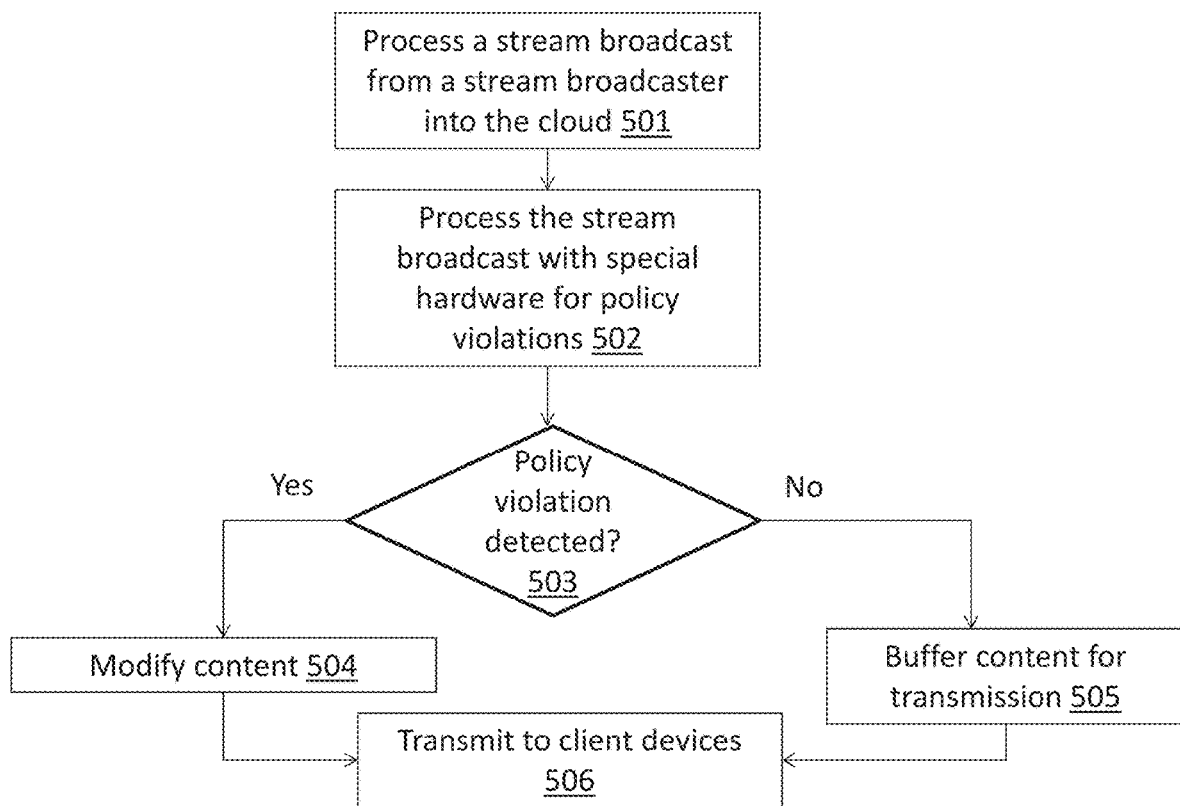 Process a stream broadcast
from a stream broadcaster
into the cloud 501
Process the stream
broadcast with special
hardware for policy
violations 502
Policy
violation
detected?
503
Yes
No
Modify content 504
Buffer content for
transmission 505
Transmit to client devices
506